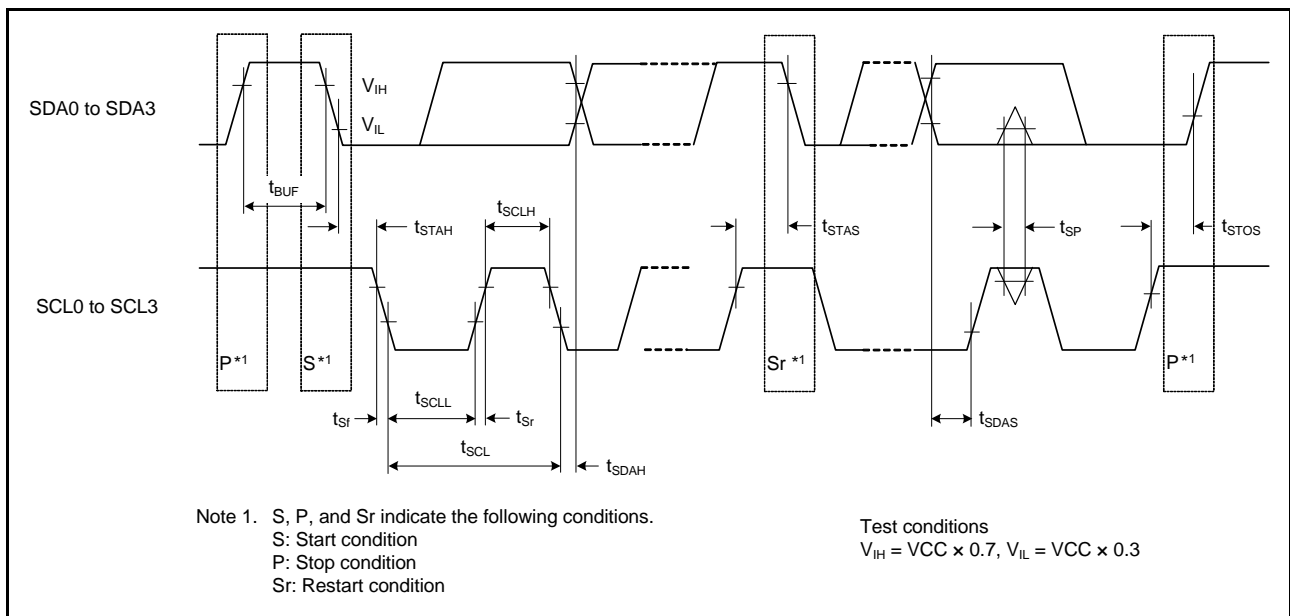 SDA0 to SDA3
VIH
VIL
tBUF
tSTAH
tSCLH
tSTAS
tSP
tSTOS
SCL0 to SCL3
P*1
S*1
Sr *1
P*1
tSf
tSCLL
tSr
tSDAS
tSCL
tSDAH
Note 1. S, P, and Sr indicate the following conditions.
S: Start condition
P: Stop condition
Sr: Restart condition
Test conditions
VIH = VCC × 0.7, VIL = VCC × 0.3